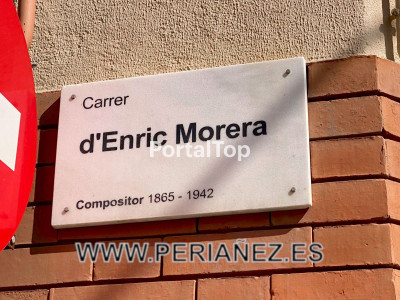 Carrer
d'Enric Morera
PortalTop
Compositor 1865 - 1942
WWW.PERIAÑEZ.ES